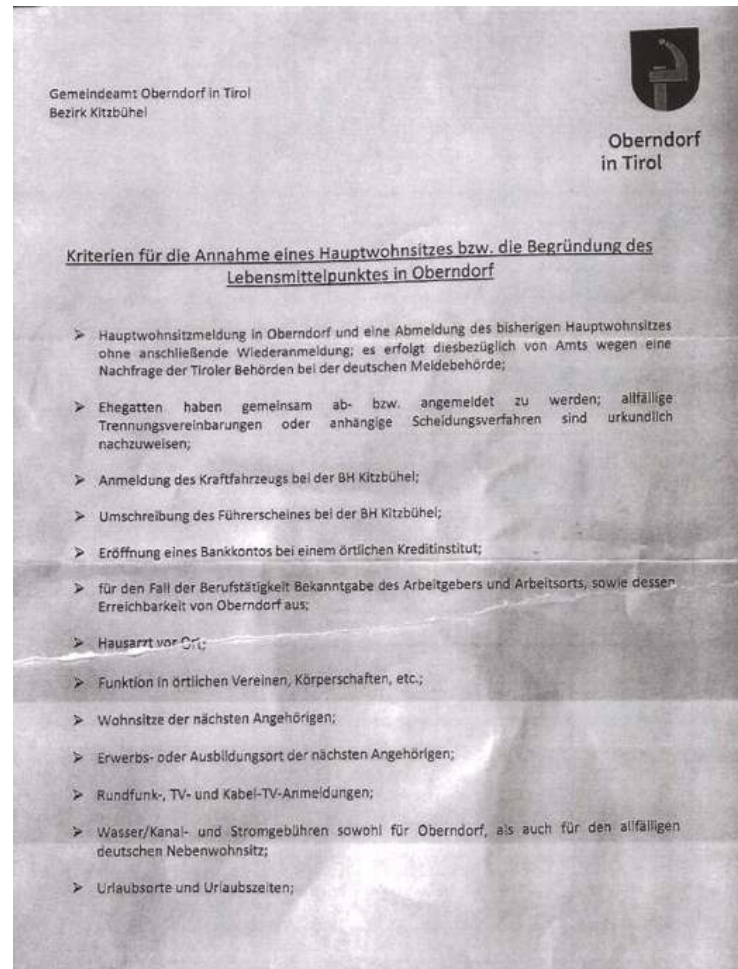 Gemeindeamt Oberndorf in Tirol
Bezirk Kitzbühel
Oberndorf
in Tirol
Kriterien für die Annahme eines Hauptwohnsitzes bzw. die Begründung des
Lebensmittelpunktes in Oberndorf
➢ Hauptwohnsitzmeldung in Oberndorf und eine Abmeldung des bisherigen Hauptwohnsitzes
ohne anschließende Wiederanmeldung; es erfolgt diesbezüglich von Amts wegen eine
Nachfrage der Tiroler Behörden bei der deutschen Meldebehörde;
➢ Ehegatten haben gemeinsam ab- bzw. angemeldet zu werden; allfällige
Trennungsvereinbarungen oder anhängige Scheidungsverfahren sind urkundlich
nachzuweisen;
➢ Anmeldung des Kraftfahrzeugs bei der BH Kitzbühel;
➢ Umschreibung des Führerscheines bei der BH Kitzbühel;
➢ Eröffnung eines Bankkontos bei einem örtlichen Kreditinstitut;
➢ für den Fall der Berufstätigkeit Bekanntgabe des Arbeitgebers und Arbeitsorts, sowie dessen
Erreichbarkeit von Oberndorf aus;
➢ Hausarzt vor Ort;
➢ Funktion in örtlichen Vereinen, Körperschaften, etc.;
➢ Wohnsitze der nächsten Angehörigen;
➢ Erwerbs- oder Ausbildungsort der nächsten Angehörigen;
➢ Rundfunk-, TV- und Kabel-TV-Anmeldungen;
➢ Wasser/Kanal- und Stromgebühren sowohl für Oberndorf, als auch für den allfälligen
deutschen Nebenwohnsitz;
➢ Urlaubsorte und Urlaubszeiten;